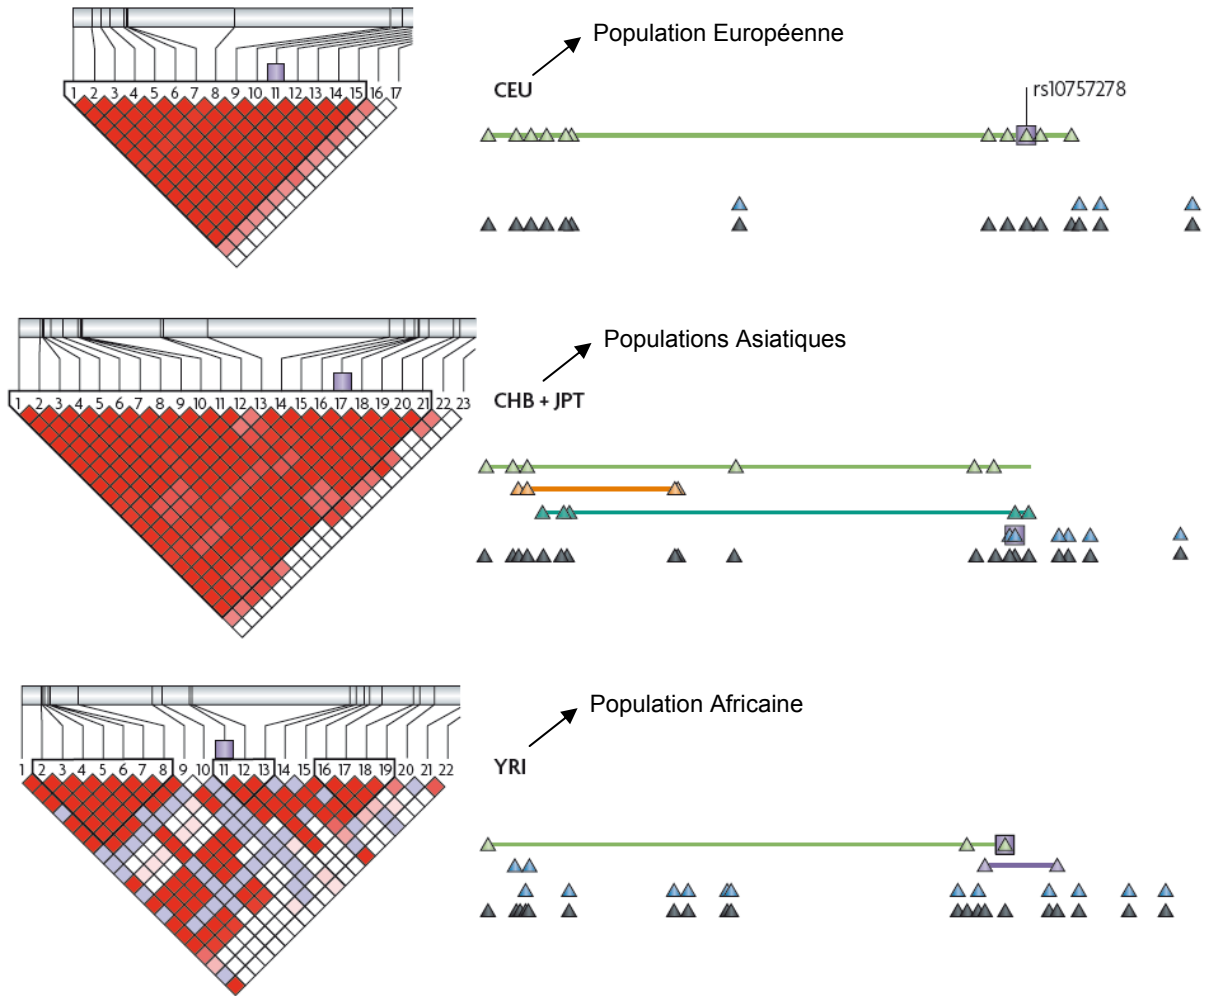 Population Européenne
CEU
rs10757278
1 2 3 4 5 6 7 8 9 10 11 12 13 14 15 16 17
Populations Asiatiques
CHB + JPT
1 2 3 4 5 6 7 8 9 10 11 12 13 14 15 16 17 18 19 20 21 22 23
Population Africaine
YRI
1 2 3 4 5 6 7 8 9 10 11 12 13 14 15 16 17 18 19 20 21 22